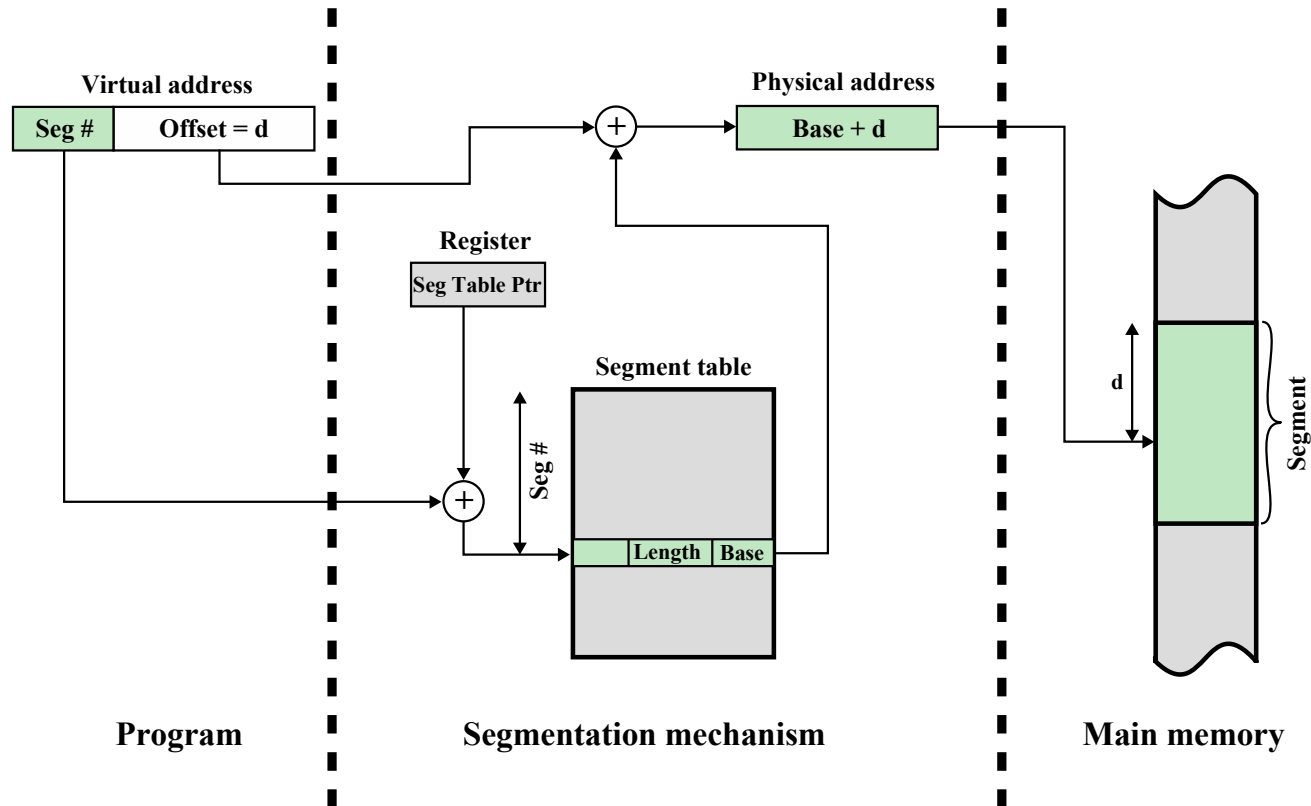 Virtual address
Seg # Offset = d
Physical address
Base + d
Register
Seg Table Ptr
Segment table
Seg #
Length Base
d
Segment
Program
Segmentation mechanism
Main memory
+
+